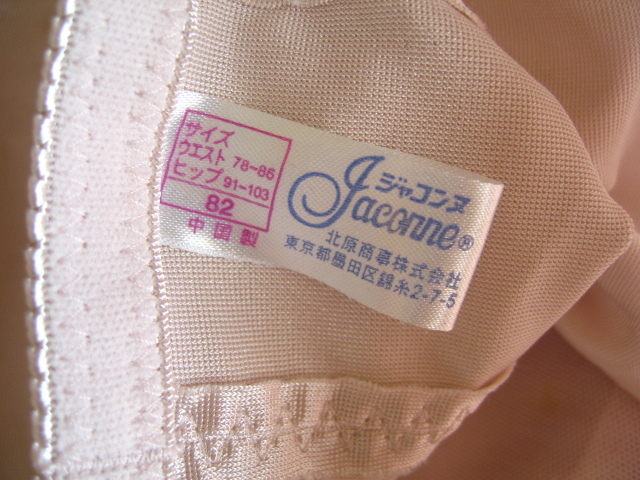 サイズ
ウエスト 78-86
ヒップ 91-103
82
中国製
ジャコンヌ
Jaconne®
北原商事株式会社
東京都墨田区錦糸2-7-5